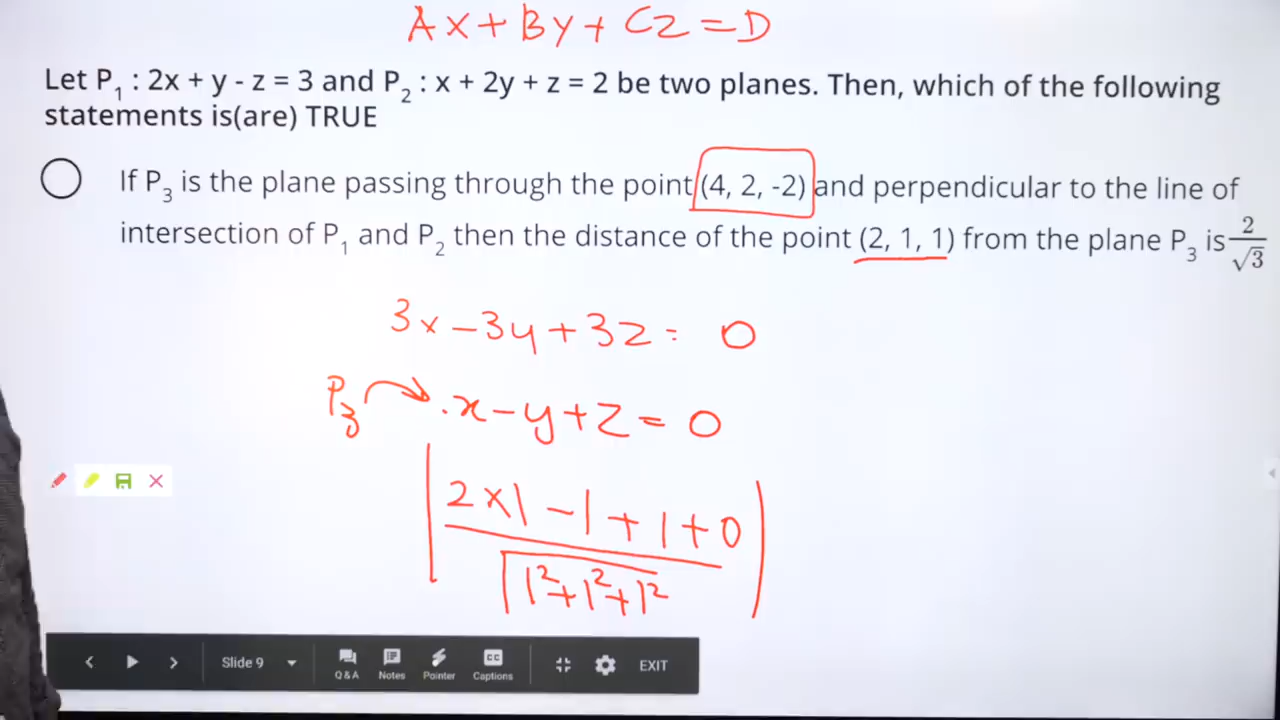 Ax + By + Cz = D
Let P₁ : 2x + y - z = 3 and P₂ : x + 2y + z = 2 be two planes. Then, which of the following
statements is(are) TRUE
If P₃ is the plane passing through the point (4, 2, -2) and perpendicular to the line of
intersection of P₁ and P₂ then the distance of the point (2, 1, 1) from the plane P₃ is 2/√3
3x - 3y + 3z = 0
P₃ → x - y + z = 0
| (2 x 1 - 1 + 1 + 0) / √(1² + 1² + 1²) |
Slide 9
Q & A Notes Pointer Captions
CC
EXIT